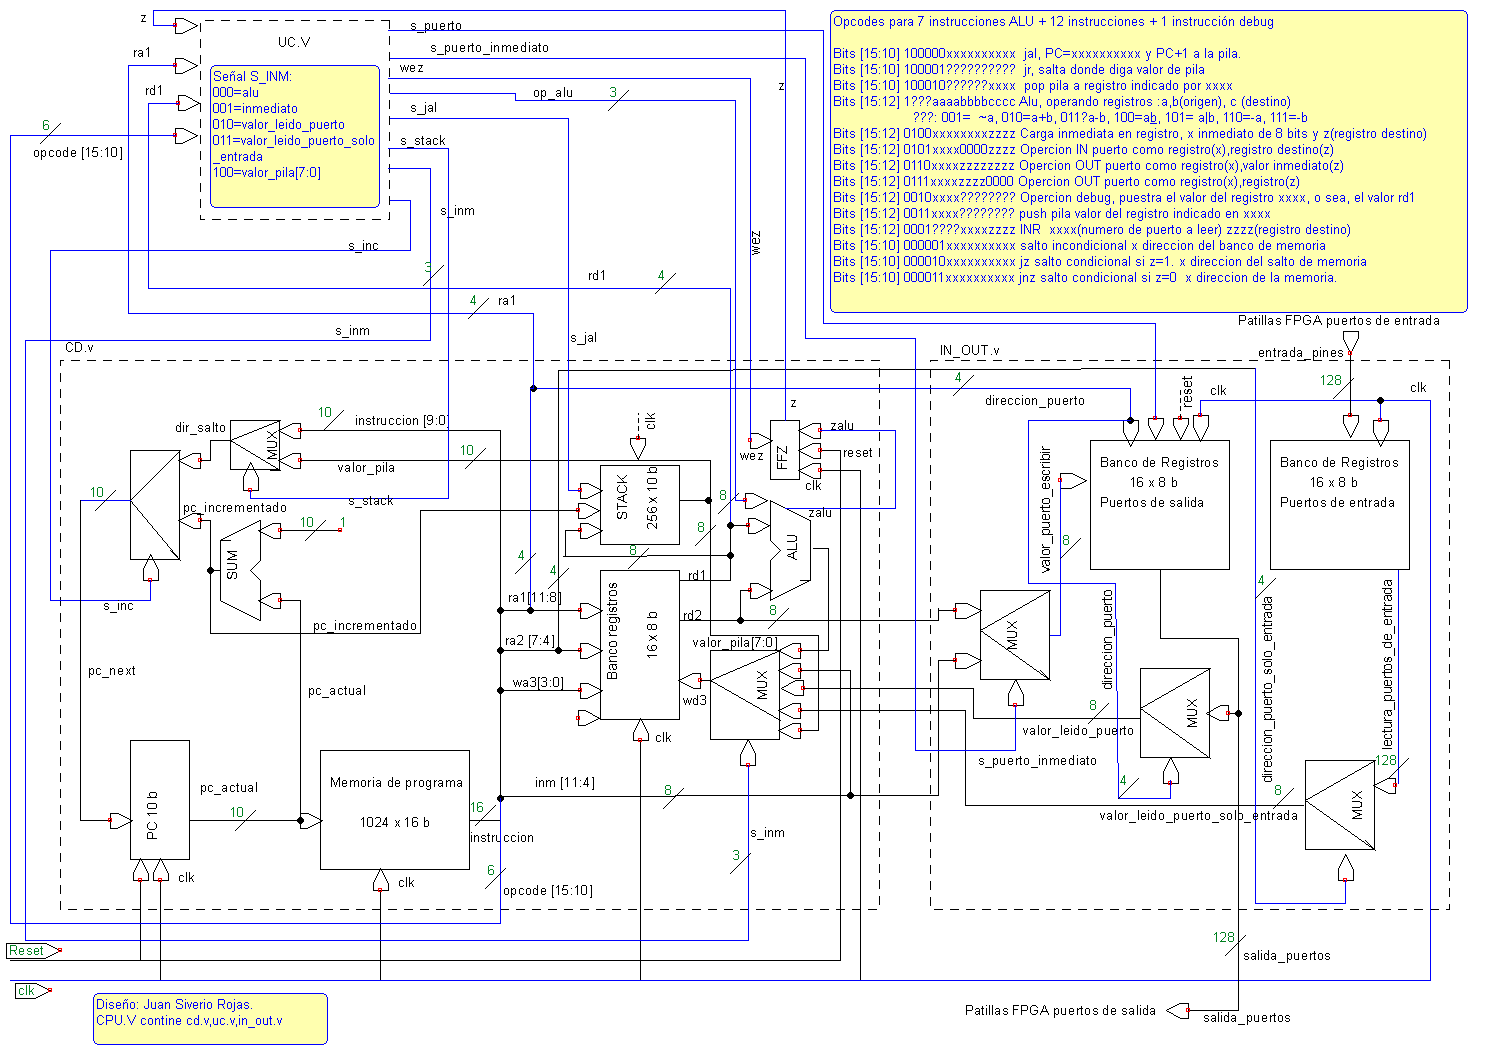 z
s_puerto
UC.V
ra1
s_puerto_inmediato
wez
Señal S_INM:
000=alu
001=inmediato
010=valor_leido_puerto
011=valor_leido_puerto_solo
_entrada
100=valor_pila[7:0]
rd1
op_alu
3
s_jal
6
opcode [15:10]
s_stack
s_inm
s_inc
3
z
wez
Opcodes para 7 instrucciones ALU + 12 instrucciones + 1 instrucción debug
Bits [15:10] 100000xxxxxxxxxx jal, PC=xxxxxxxxxx y PC+1 a la pila.
Bits [15:10] 100001?????????? jr, salta donde diga valor de pila
Bits [15:10] 100010??????xxxx pop pila a registro indicado por xxxx
Bits [15:12] 1???aaaabbbbcccc Alu, operando registros :a,b(origen), c (destino)
???: 001= ~a, 010=a+b, 011?a-b, 100=a&b, 101= a|b, 110=-a, 111=-b
Bits [15:12] 0100xxxxxxxxzzzz Carga inmediata en registro, x inmediato de 8 bits y z(registro destino)
Bits [15:12] 0101xxxx0000zzzz Opercion IN puerto como registro(x),registro destino(z)
Bits [15:12] 0110xxxxzzzzzzzz Opercion OUT puerto como registro(x),valor inmediato(z)
Bits [15:12] 0111xxxxzzzz0000 Opercion OUT puerto como registro(x),registro(z)
Bits [15:12] 0010xxxx???????? Opercion debug, puestra el valor del registro xxxx, o sea, el valor rd1
Bits [15:12] 0011xxxx???????? push pila valor del registro indicado en xxxx
Bits [15:12] 0001????xxxxzzzz INR xxxx(numero de puerto a leer) zzzz(registro destino)
Bits [15:10] 000001xxxxxxxxxx salto incondicional x direccion del banco de memoria
Bits [15:10] 000010xxxxxxxxxx jz salto condicional si z=1. x direccion del salto de memoria
Bits [15:10] 000011xxxxxxxxxx jnz salto condicional si z=0 x direccion de la memoria.
rd1
4
4
ra1
s_inm
s_jal
CD.v
IN_OUT.v
Patillas FPGA puertos de entrada
entrada_pines
128
clk
reset
clk
4
direccion_puerto
10
instruccion [9:0]
dir_salto
MUX
valor_pila
10
s_stack
clk
z
FFZ
zalu
reset
wez
clk
Banco de Registros
16 x 8 b
Puertos de salida
Banco de Registros
16 x 8 b
Puertos de entrada
10
pc_incrementado
10
1
SUM
STACK
256 x 10 b
8
8
zalu
ALU
valor_puerto_escribir
8
8
4
4
rd1
ra1[11:8]
s_inc
pc_incrementado
Banco registros
16 x 8 b
rd2
8
ra2 [7:4]
valor_pila[7:0]
wa3[3:0]
wd3
MUX
clk
MUX
direccion_puerto
4
direccion_puerto_solo_entrada
lectura_puertos_de_entrada
pc_next
pc_actual
MUX
8
valor_leido_puerto
s_puerto_inmediato
4
128
8
MUX
valor_leido_puerto_solo_entrada
PC 10 b
pc_actual
10
Memoria de programa
1024 x 16 b
16
instruccion
inm [11:4]
8
s_inm
3
clk
clk
6
opcode [15:10]
Reset
clk
128
salida_puertos
Diseño: Juan Siverio Rojas.
CPU.V contine cd.v,uc.v,in_out.v
Patillas FPGA puertos de salida
salida_puertos